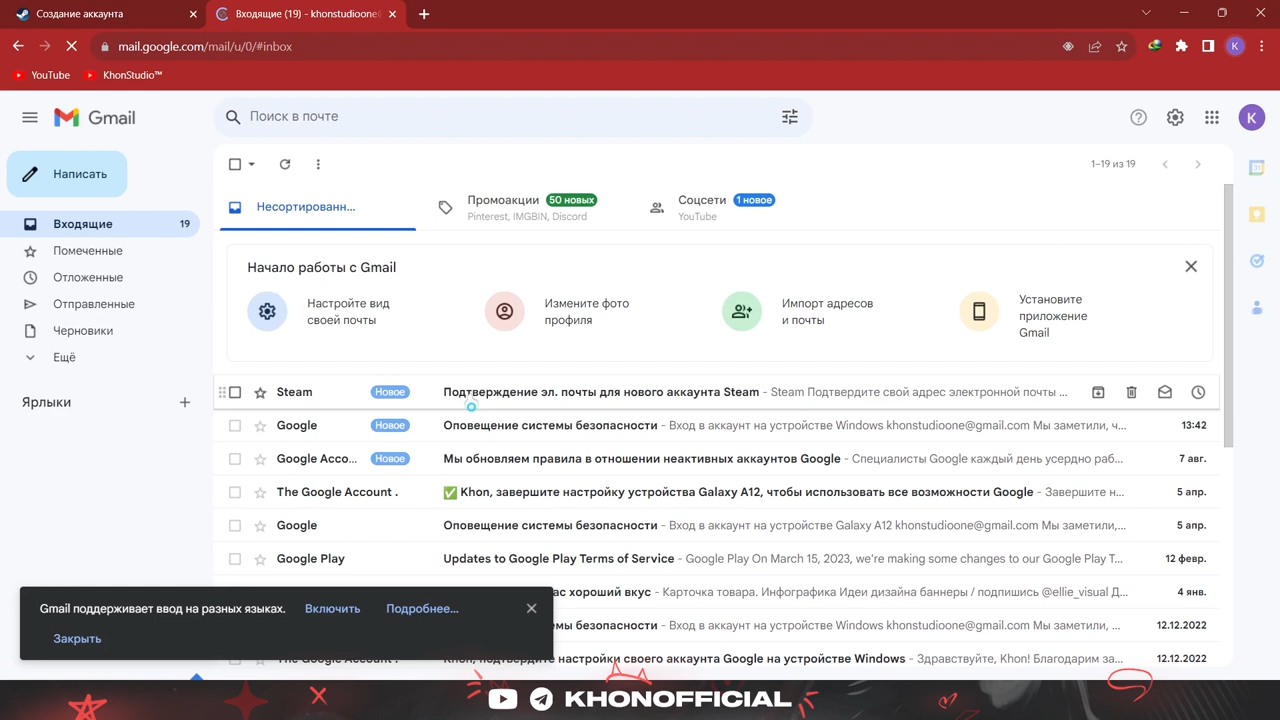 Создание аккаунта
Входящие (19) - khonstudioone@
mail.google.com/mail/u/0/#inbox
K
YouTube
KhonStudio™
Gmail
Поиск в почте
K
Написать
1–19 из 19
Несортированн...
Промоакции 50 новых
Pinterest, IMGBIN, Discord
Соцсети 1 новое
YouTube
Входящие 19
Помеченные
Отложенные
Отправленные
Черновики
Ещё
Ярлыки
Начало работы с Gmail
Настройте вид
своей почты
Измените фото
профиля
Импорт адресов
и почты
Установите
приложение
Gmail
Steam Новое Подтверждение эл. почты для нового аккаунта Steam - Steam Подтвердите свой адрес электронной почты ...
Google Новое Оповещение системы безопасности - Вход в аккаунт на устройстве Windows khonstudioone@gmail.com Мы заметили, ч... 13:42
Google Acco... Новое Мы обновляем правила в отношении неактивных аккаунтов Google - Специалисты Google каждый день усердно раб... 7 авг.
The Google Account . ✅ Khon, завершите настройку устройства Galaxy A12, чтобы использовать все возможности Google - Завершите н... 5 апр.
Google Оповещение системы безопасности - Вход в аккаунт на устройстве Galaxy A12 khonstudioone@gmail.com Мы заметили, ... 5 апр.
Google Play Updates to Google Play Terms of Service - Google Play On March 15, 2023, we're making some changes to our Google Play T... 12 февр.
ас хороший вкус - Карточка товара. Инфографика Идеи дизайна баннеры / подпишись @ellie_visual Д... 4 янв.
мы безопасности - Вход в аккаунт на устройстве Windows khonstudioone@gmail.com Мы заметили, ... 12.12.2022
The Google Account . Khon, подтвердите настройки своего аккаунта Google на устройстве Windows - Здравствуйте, Khon! Благодарим за... 12.12.2022
Gmail поддерживает ввод на разных языках. Включить Подробнее...
Закрыть
KHONOFFICIAL